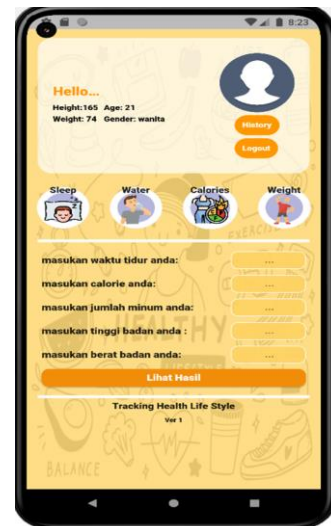 8:23
Hello...
Height:165 Age: 21
Weight: 74 Gender: wanita
History
Logout
Sleep Water Calories Weight
EXERCISE
masukan waktu tidur anda: ...
masukan calorie anda: ...
masukan jumlah minum anda: ...
HEALTHY
masukan tinggi badan anda : ...
masukan berat badan anda: ...
Lihat Hasil
Tracking Health Life Style
Ver 1
BALANCE